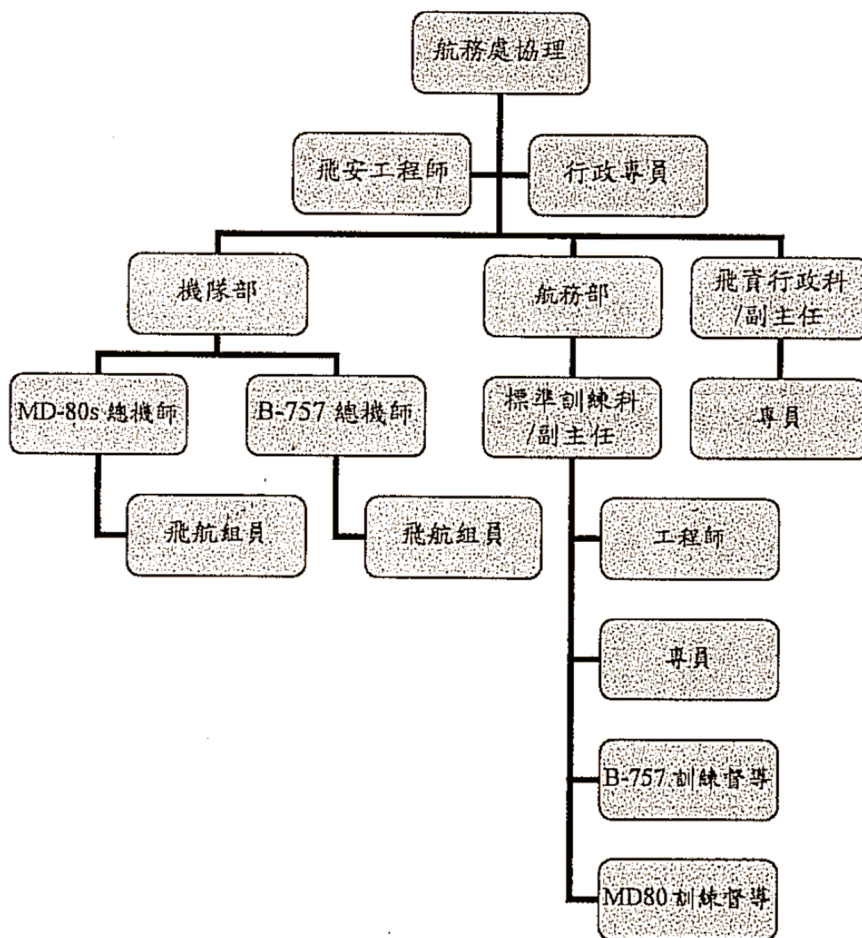 航務處協理
飛安工程師
行政專員
機隊部
航務部
飛資行政科
/副主任
MD-80s 總機師
B-757 總機師
標準訓練科
/副主任
專員
飛航組員
飛航組員
工程師
專員
B-757 訓練督導
MD80 訓練督導